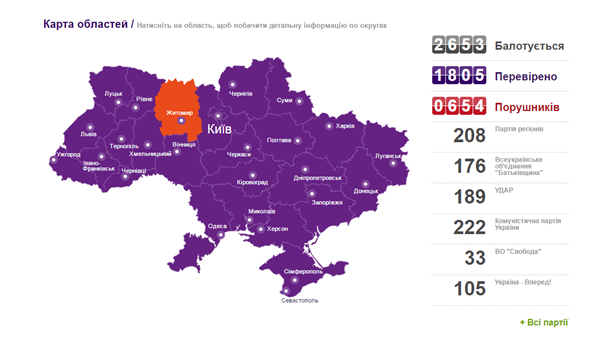 Карта областей / Натисніть на область, щоб побачити детальну інформацію по округах
Луцьк
Рівне
Житомир
Чернігів
Суми
Київ
Львів
Харків
Тернопіль
Хмельницький
Вінниця
Полтава
Ужгород
Івано-
Франківськ
Чернівці
Черкаси
Луганськ
Кіровоград
Дніпропетровськ
Донецьк
Запоріжжя
Миколаїв
Одеса
Херсон
Сімферополь
Севастополь
2653 Балотується
1805 Перевірено
0654 Порушників
208 Партія регіонів
176 Всеукраїнське
об'єднання
"Батьківщина"
189 УДАР
222 Комуністична партія
України
33 ВО "Свобода"
105 Україна - Вперед!
+ Всі партії